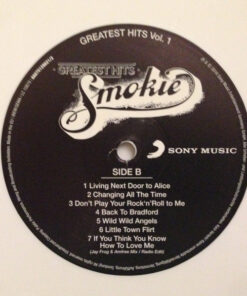 GREATEST HITS Vol. 1
GREATEST HITS
Smokie
SONY MUSIC
SIDE B
1 Living Next Door to Alice
2 Changing All The Time
3 Don't Play Your Rock'n'Roll to Me
4 Back To Bradford
5 Wild Wild Angels
6 Little Town Flirt
7 If You Think You Know
How To Love Me
(Jay Frog & Amfree Mix - Radio Edit)